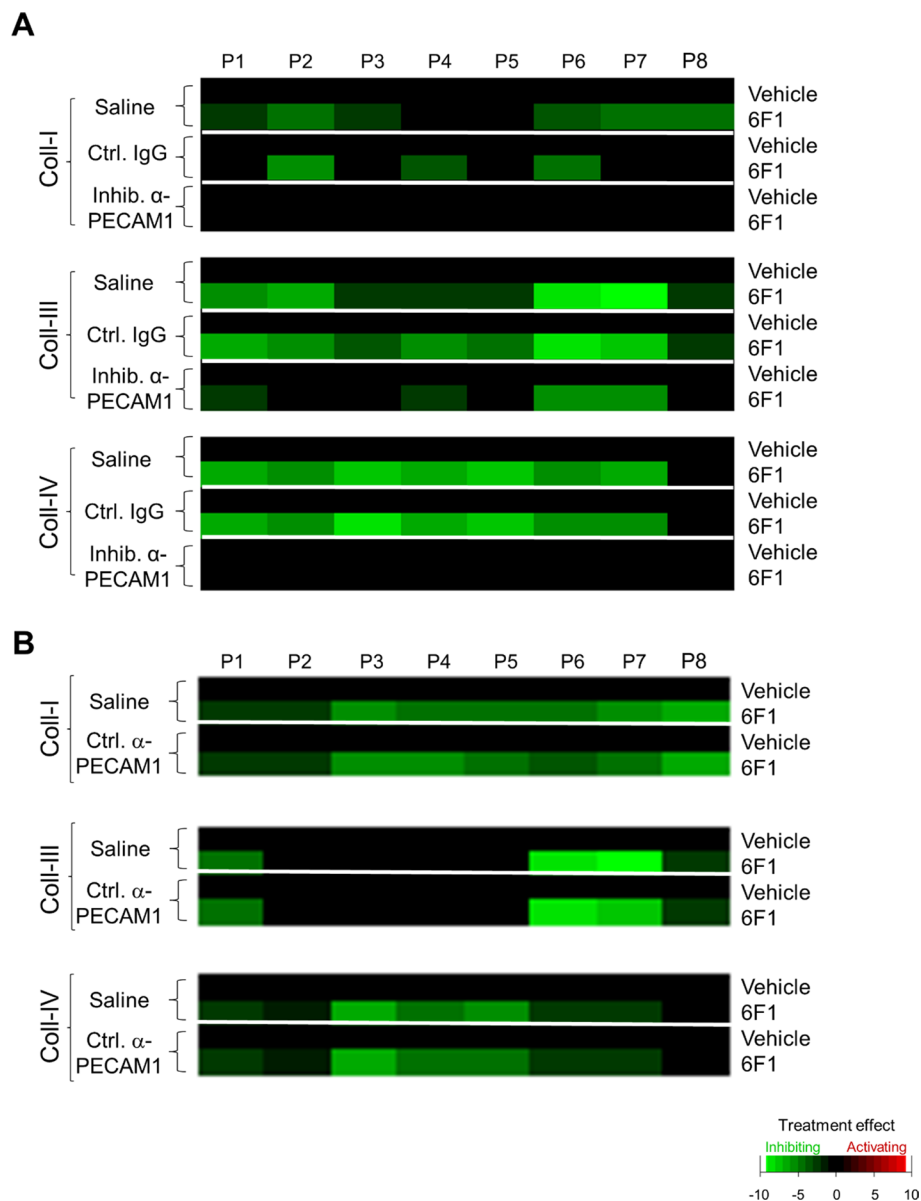 A
P1 P2 P3 P4 P5 P6 P7 P8
Coll-I
Saline
Vehicle
6F1
Ctrl. IgG
Vehicle
6F1
Inhib. α-
PECAM1
Vehicle
6F1
Coll-III
Saline
Vehicle
6F1
Ctrl. IgG
Vehicle
6F1
Inhib. α-
PECAM1
Vehicle
6F1
Coll-IV
Saline
Vehicle
6F1
Ctrl. IgG
Vehicle
6F1
Inhib. α-
PECAM1
Vehicle
6F1
B
P1 P2 P3 P4 P5 P6 P7 P8
Coll-I
Saline
Vehicle
6F1
Ctrl. α-
PECAM1
Vehicle
6F1
Coll-III
Saline
Vehicle
6F1
Ctrl. α-
PECAM1
Vehicle
6F1
Coll-IV
Saline
Vehicle
6F1
Ctrl. α-
PECAM1
Vehicle
6F1
Treatment effect
Inhibiting Activating
-10 -5 0 5 10